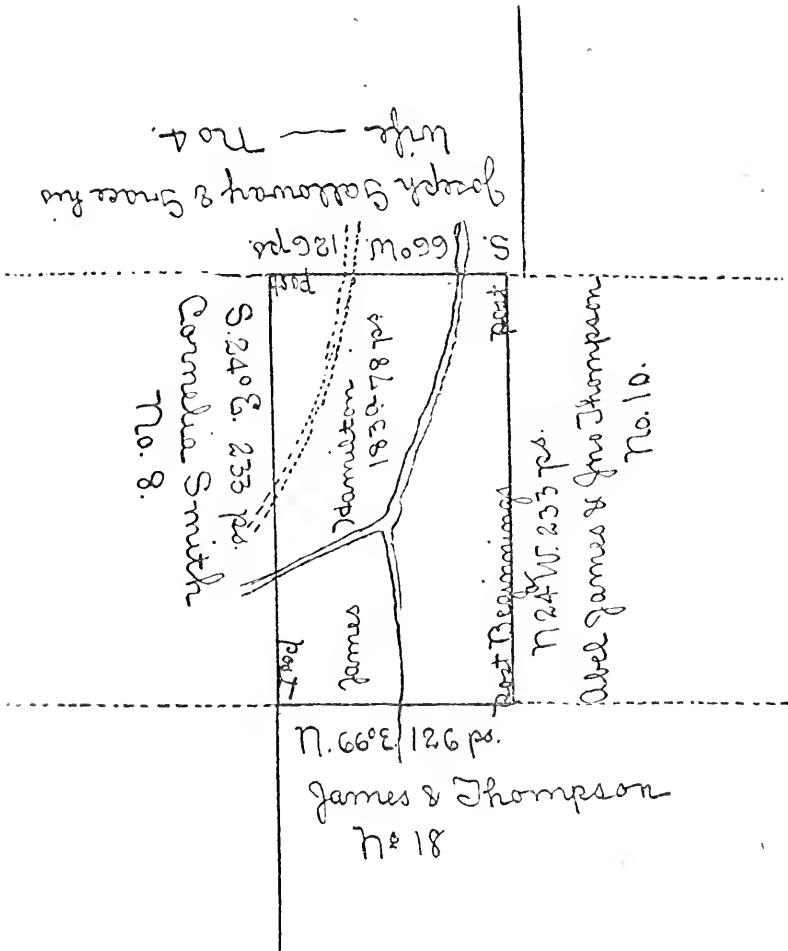 Joseph Galloway & Grace his
Wife — No 4.
S. 66° W. 126 ps.
post
post
S. 24° E. 233 ps.
Cornelia Smith
No. 8.
James Hamilton
183a - 78 ps
post
post Beginning
N 24° W. 233 ps.
Abel James & Jno Thompson
No. 10.
N. 66° E. 126 ps.
James & Thompson
No 18